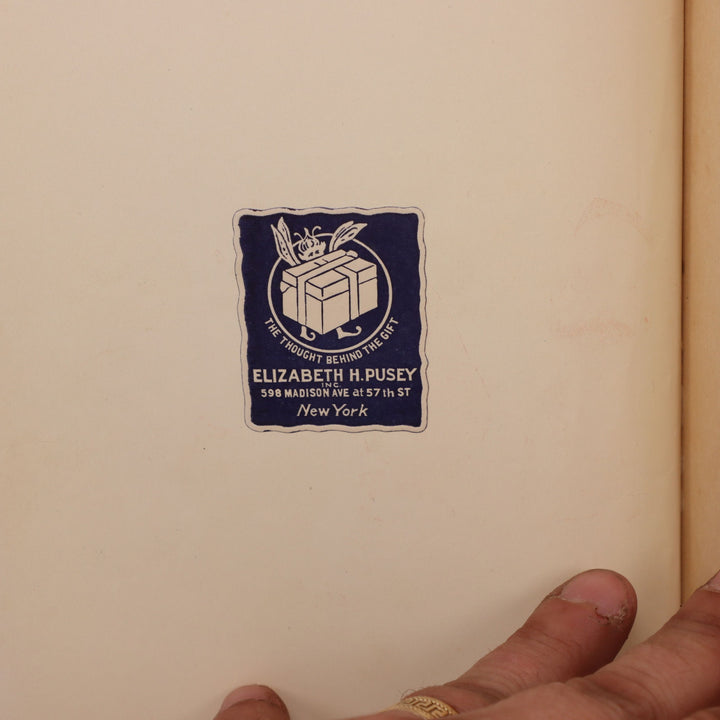 THE THOUGHT BEHIND THE GIFT
ELIZABETH H. PUSEY
INC.
598 MADISON AVE at 57th ST
New York